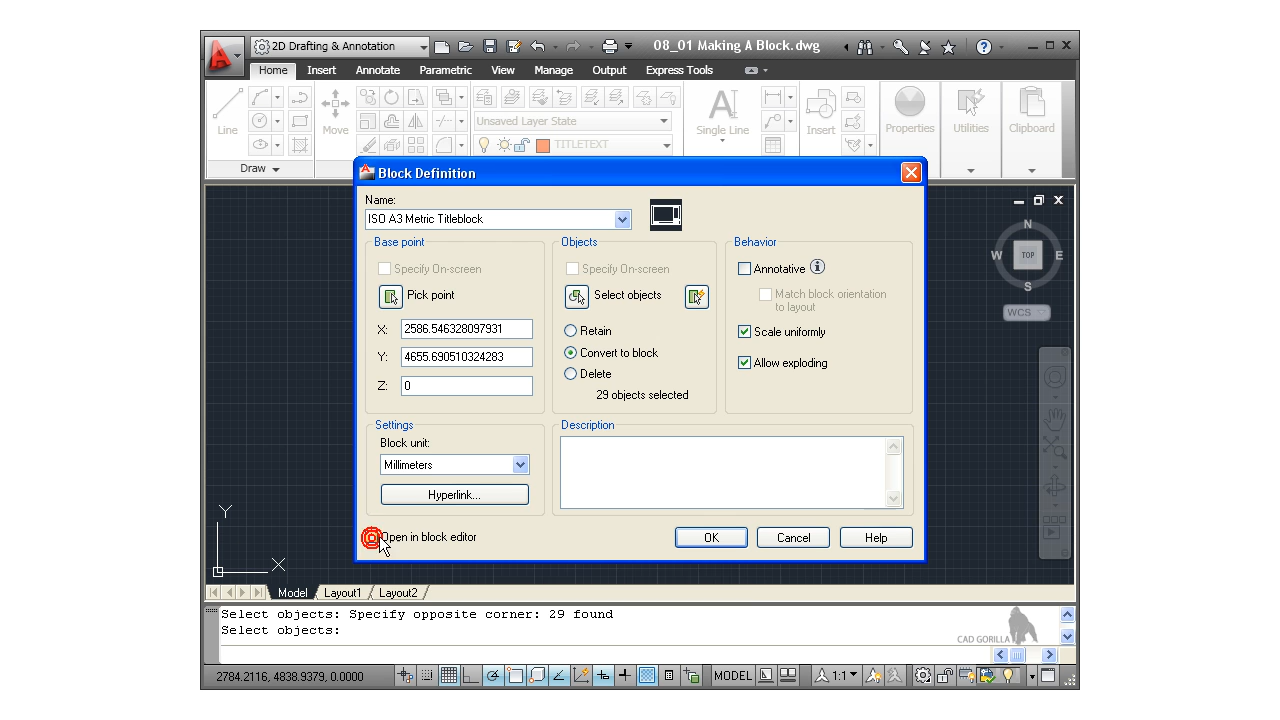 2D Drafting & Annotation
08_01 Making A Block.dwg
Home Insert Annotate Parametric View Manage Output Express Tools
Unsaved Layer State
TITLETEXT
Line Move Single Line Insert Properties Utilities Clipboard
Draw
Block Definition
Name:
ISO A3 Metric Titleblock
Base point
Specify On-screen
Pick point
X: 2586.546328097931
Y: 4655.690510324283
Z: 0
Objects
Specify On-screen
Select objects
Retain
Convert to block
Delete
29 objects selected
Behavior
Annotative
Match block orientation
to layout
Scale uniformly
Allow exploding
Settings
Block unit:
Millimeters
Hyperlink...
Description
Open in block editor
OK Cancel Help
N
W TOP E
S
WCS
Y
X
Model Layout1 Layout2
Select objects: Specify opposite corner: 29 found
Select objects:
CAD GORILLA
2784.2116, 4838.9379, 0.0000
MODEL
1:1